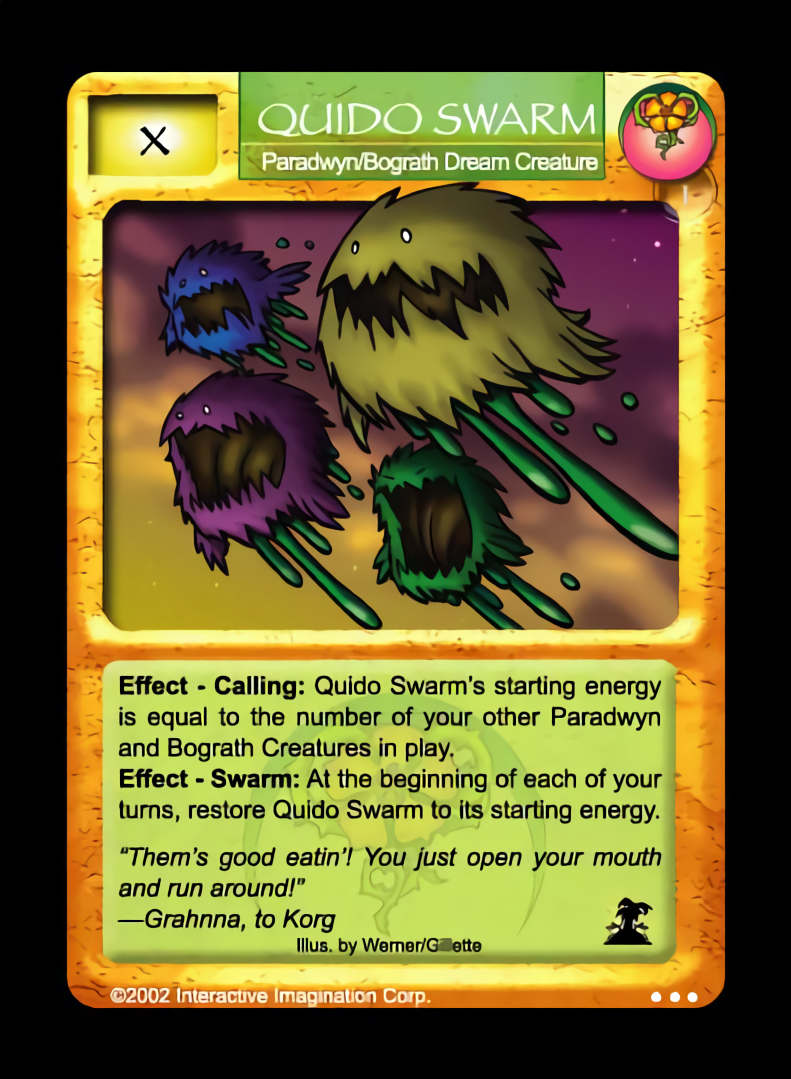 X
QUIDO SWARM
Paradwyn/Bograth Dream Creature
1
Effect - Calling: Quido Swarm's starting energy
is equal to the number of your other Paradwyn
and Bograth Creatures in play.
Effect - Swarm: At the beginning of each of your
turns, restore Quido Swarm to its starting energy.
"Them's good eatin'! You just open your mouth
and run around!"
—Grahnna, to Korg
Illus. by
©2002 Interactive Imagination Corp.